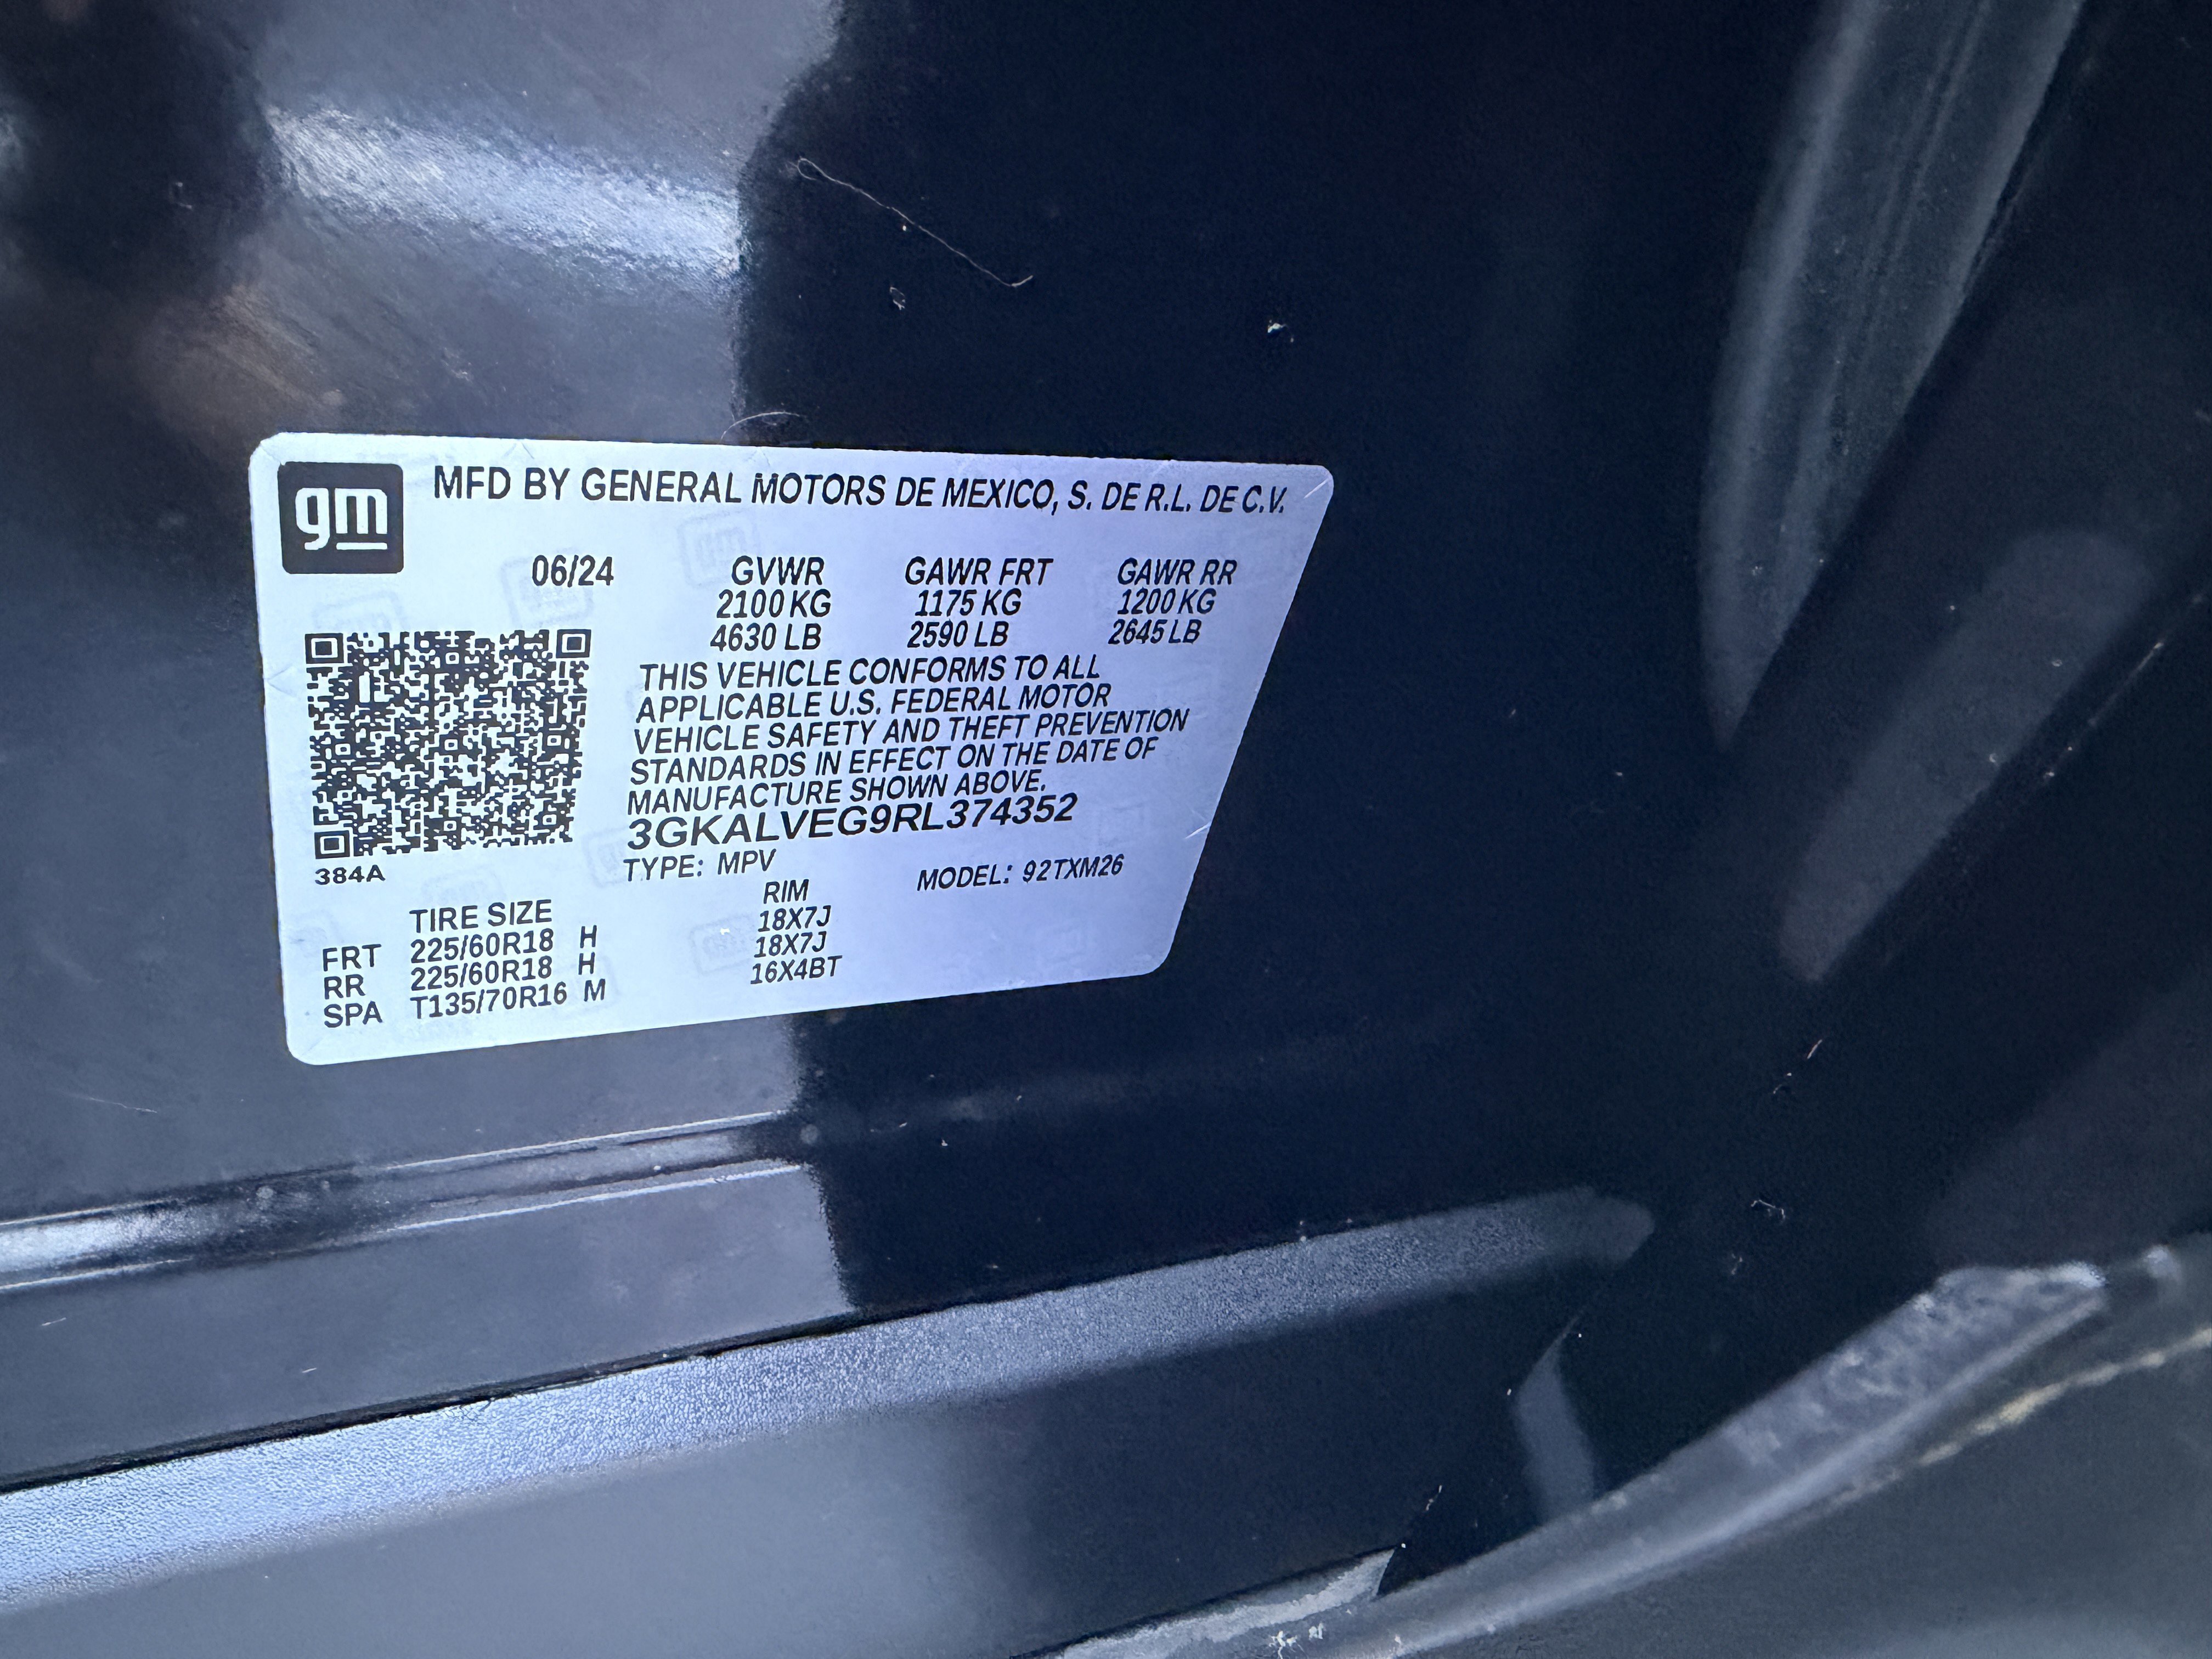 gm
MFD BY GENERAL MOTORS DE MEXICO, S. DE R.L. DE C.V.
06/24 GVWR GAWR FRT GAWR RR
2100 KG 1175 KG 1200 KG
4630 LB 2590 LB 2645 LB
THIS VEHICLE CONFORMS TO ALL
APPLICABLE U.S. FEDERAL MOTOR
VEHICLE SAFETY AND THEFT PREVENTION
STANDARDS IN EFFECT ON THE DATE OF
MANUFACTURE SHOWN ABOVE.
3GKALVEG9RL374352
384A TYPE: MPV MODEL: 92TXM26
TIRE SIZE RIM
FRT 225/60R18 H 18X7J
RR 225/60R18 H 18X7J
SPA T135/70R16 M 16X4BT